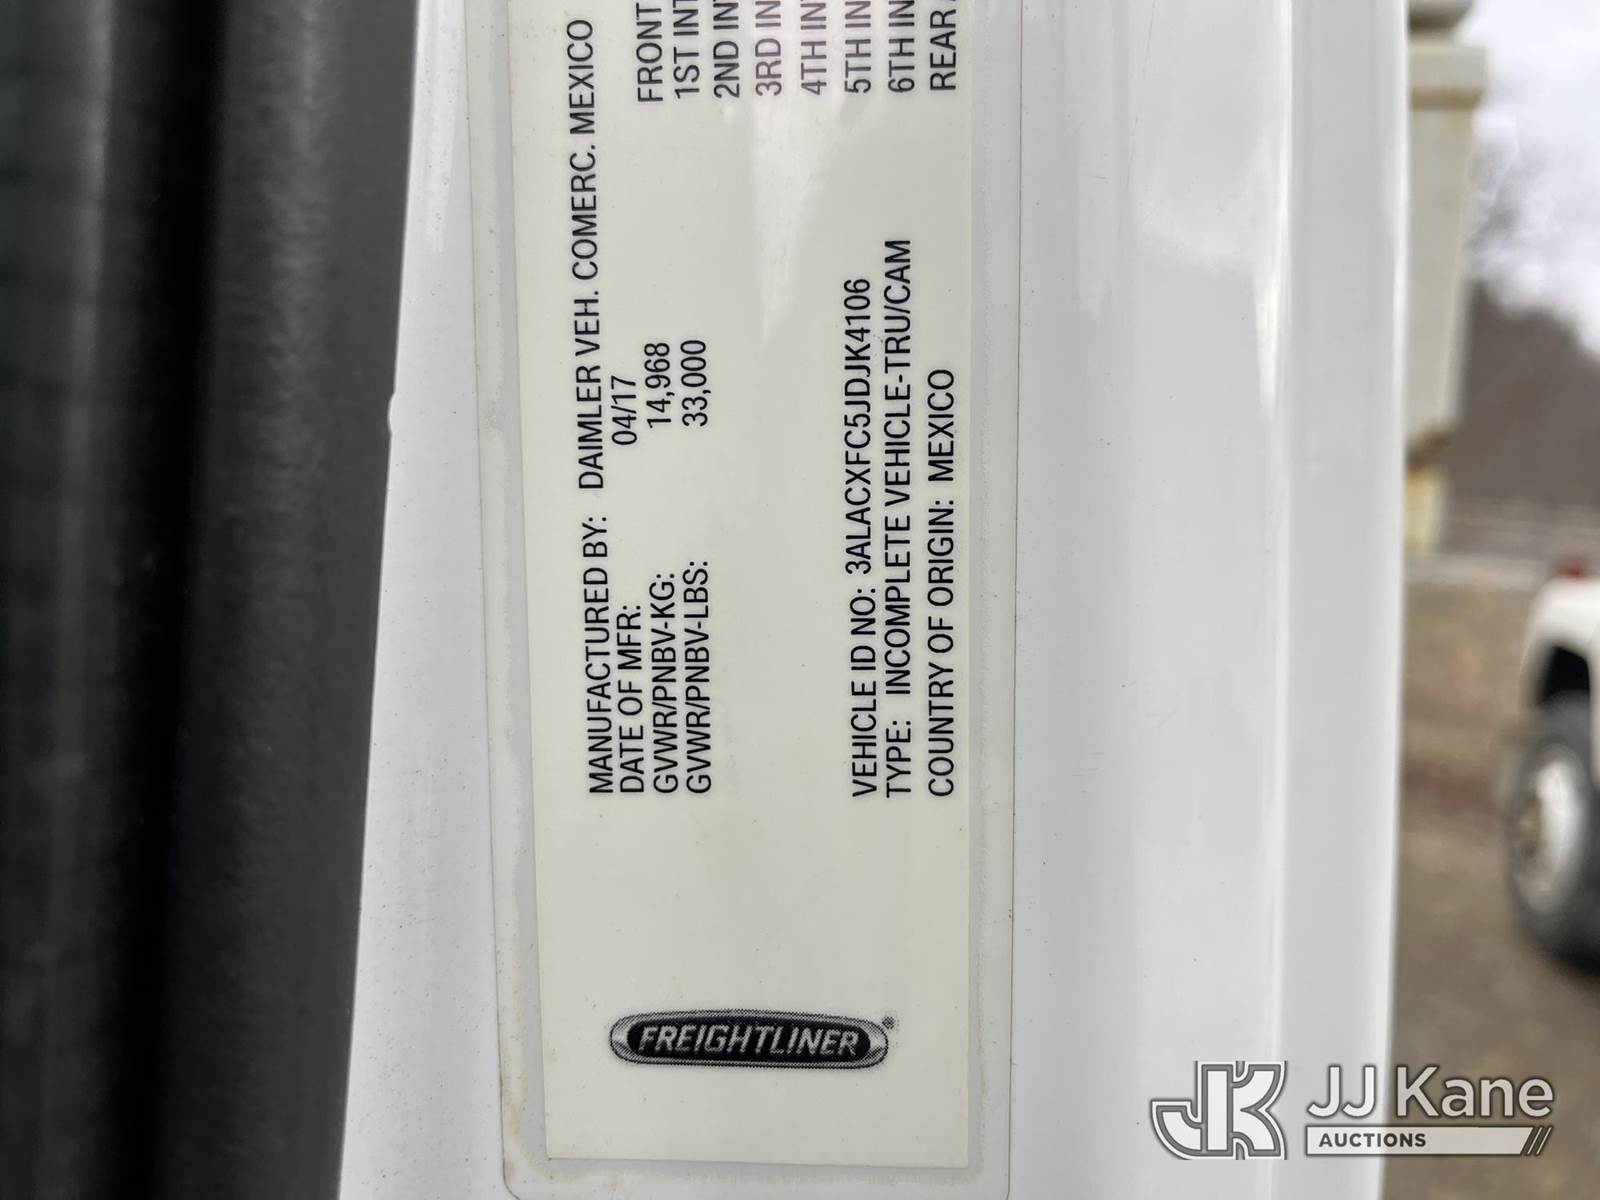 MANUFACTURED BY: DAIMLER VEH. COMERC. MEXICO
DATE OF MFR: 04/17
GVWR/PNBV-KG: 14,968
GVWR/PNBV-LBS: 33,000
FRONT
1ST INT
2ND INT
3RD IN
4TH IN
5TH IN
6TH IN
REAR
VEHICLE ID NO: 3ALACXFC5JDJK4106
TYPE: INCOMPLETE VEHICLE-TRU/CAM
COUNTRY OF ORIGIN: MEXICO
FREIGHTLINER®
JK JJ Kane
AUCTIONS